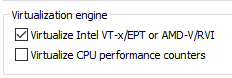 Virtualization engine
Virtualize Intel VT-x/EPT or AMD-V/RVI
Virtualize CPU performance counters